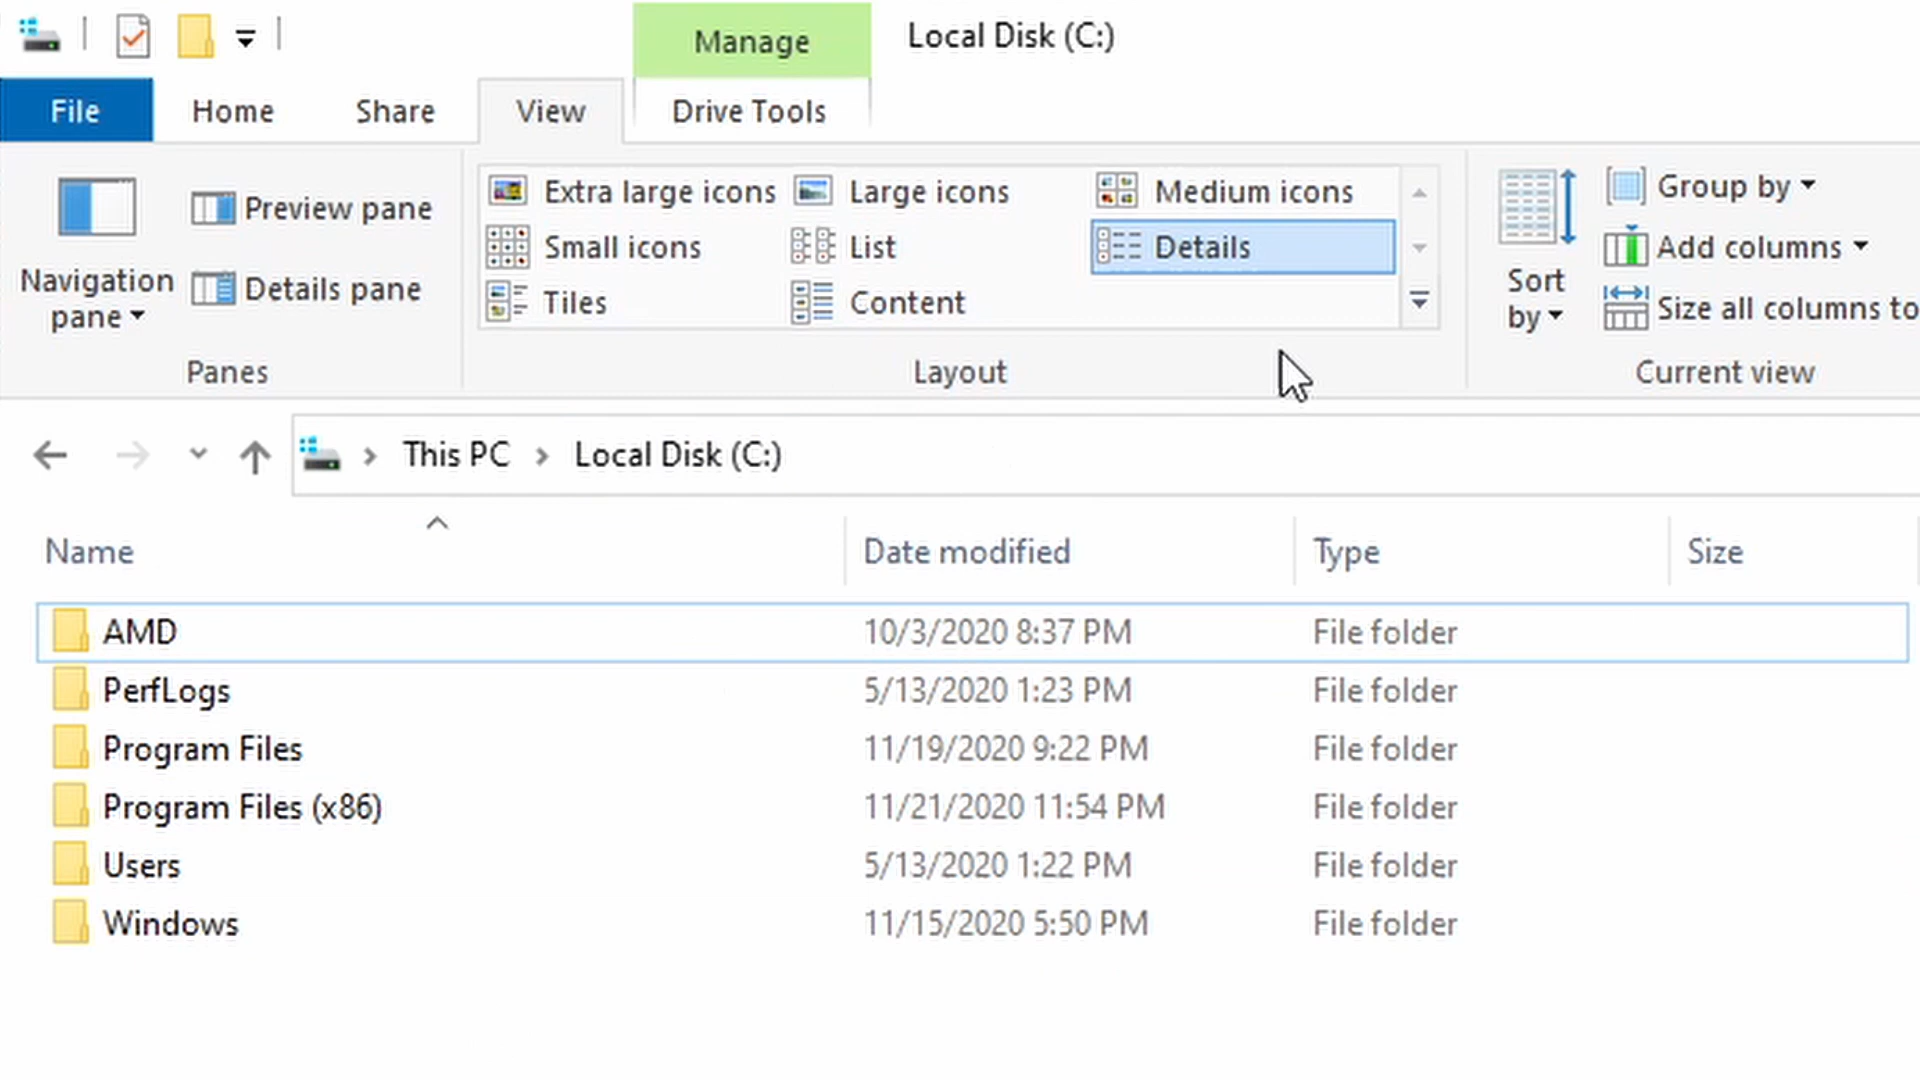 Manage
Local Disk (C:)
File
Home
Share
View
Drive Tools
Navigation
pane
Preview pane
Details pane
Panes
Extra large icons
Large icons
Medium icons
Small icons
List
Details
Tiles
Content
Layout
Sort
by
Group by
Add columns
Size all columns to
Current view
This PC
Local Disk (C:)
Name
Date modified
Type
Size
AMD 10/3/2020 8:37 PM File folder
PerfLogs 5/13/2020 1:23 PM File folder
Program Files 11/19/2020 9:22 PM File folder
Program Files (x86) 11/21/2020 11:54 PM File folder
Users 5/13/2020 1:22 PM File folder
Windows 11/15/2020 5:50 PM File folder